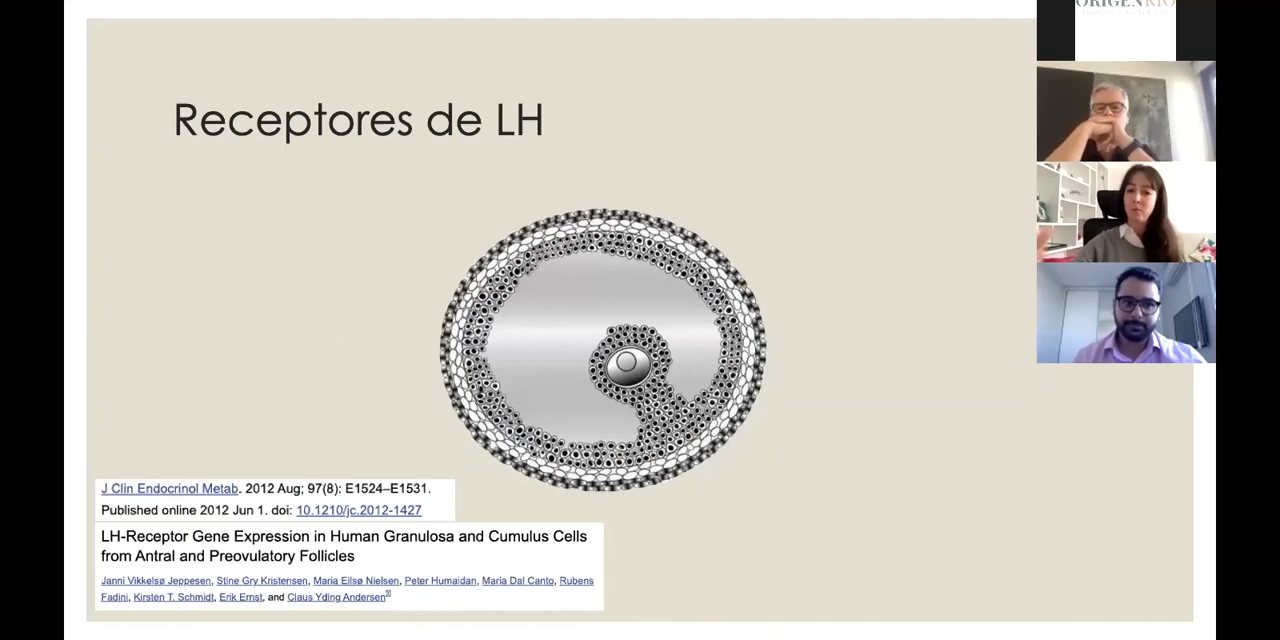 ORIGENRIO
Receptores de LH
J Clin Endocrinol Metab. 2012 Aug; 97(8): E1524–E1531.
Published online 2012 Jun 1. doi: 10.1210/jc.2012-1427
LH-Receptor Gene Expression in Human Granulosa and Cumulus Cells
from Antral and Preovulatory Follicles
Janni Vikkelsø Jeppesen, Stine Gry Kristensen, Maria Eilsø Nielsen, Peter Humaidan, Maria Dal Canto, Rubens
Fadini, Kirsten T. Schmidt, Erik Ernst, and Claus Yding Andersen